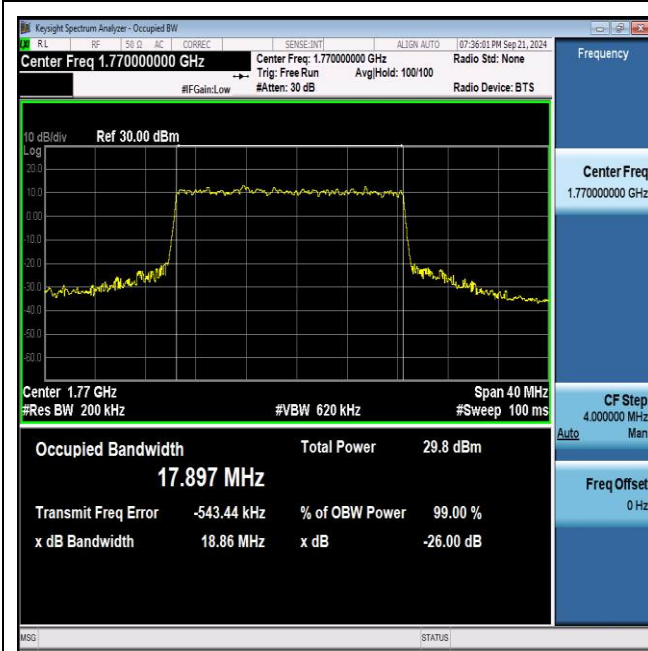 Keysight Spectrum Analyzer - Occupied BW
RL RF 50 Ω AC CORREC SENSE:INT ALIGN AUTO 07:36:01 PM Sep 21, 2024
Center Freq 1.770000000 GHz
Center Freq: 1.770000000 GHz
Radio Std: None
Trig: Free Run Avg|Hold: 100/100
#IFGain:Low #Atten: 30 dB Radio Device: BTS
10 dB/div Ref 30.00 dBm
Log
20.0
10.0
0.00
-10.0
-20.0
-30.0
-40.0
-50.0
-60.0
Center 1.77 GHz Span 40 MHz
#Res BW 200 kHz #VBW 620 kHz #Sweep 100 ms
Occupied Bandwidth Total Power 29.8 dBm
17.897 MHz
Transmit Freq Error -543.44 kHz % of OBW Power 99.00 %
x dB Bandwidth 18.86 MHz x dB -26.00 dB
MSG STATUS
Frequency
Center Freq
1.770000000 GHz
CF Step
4.000000 MHz
Auto Man
Freq Offset
0 Hz